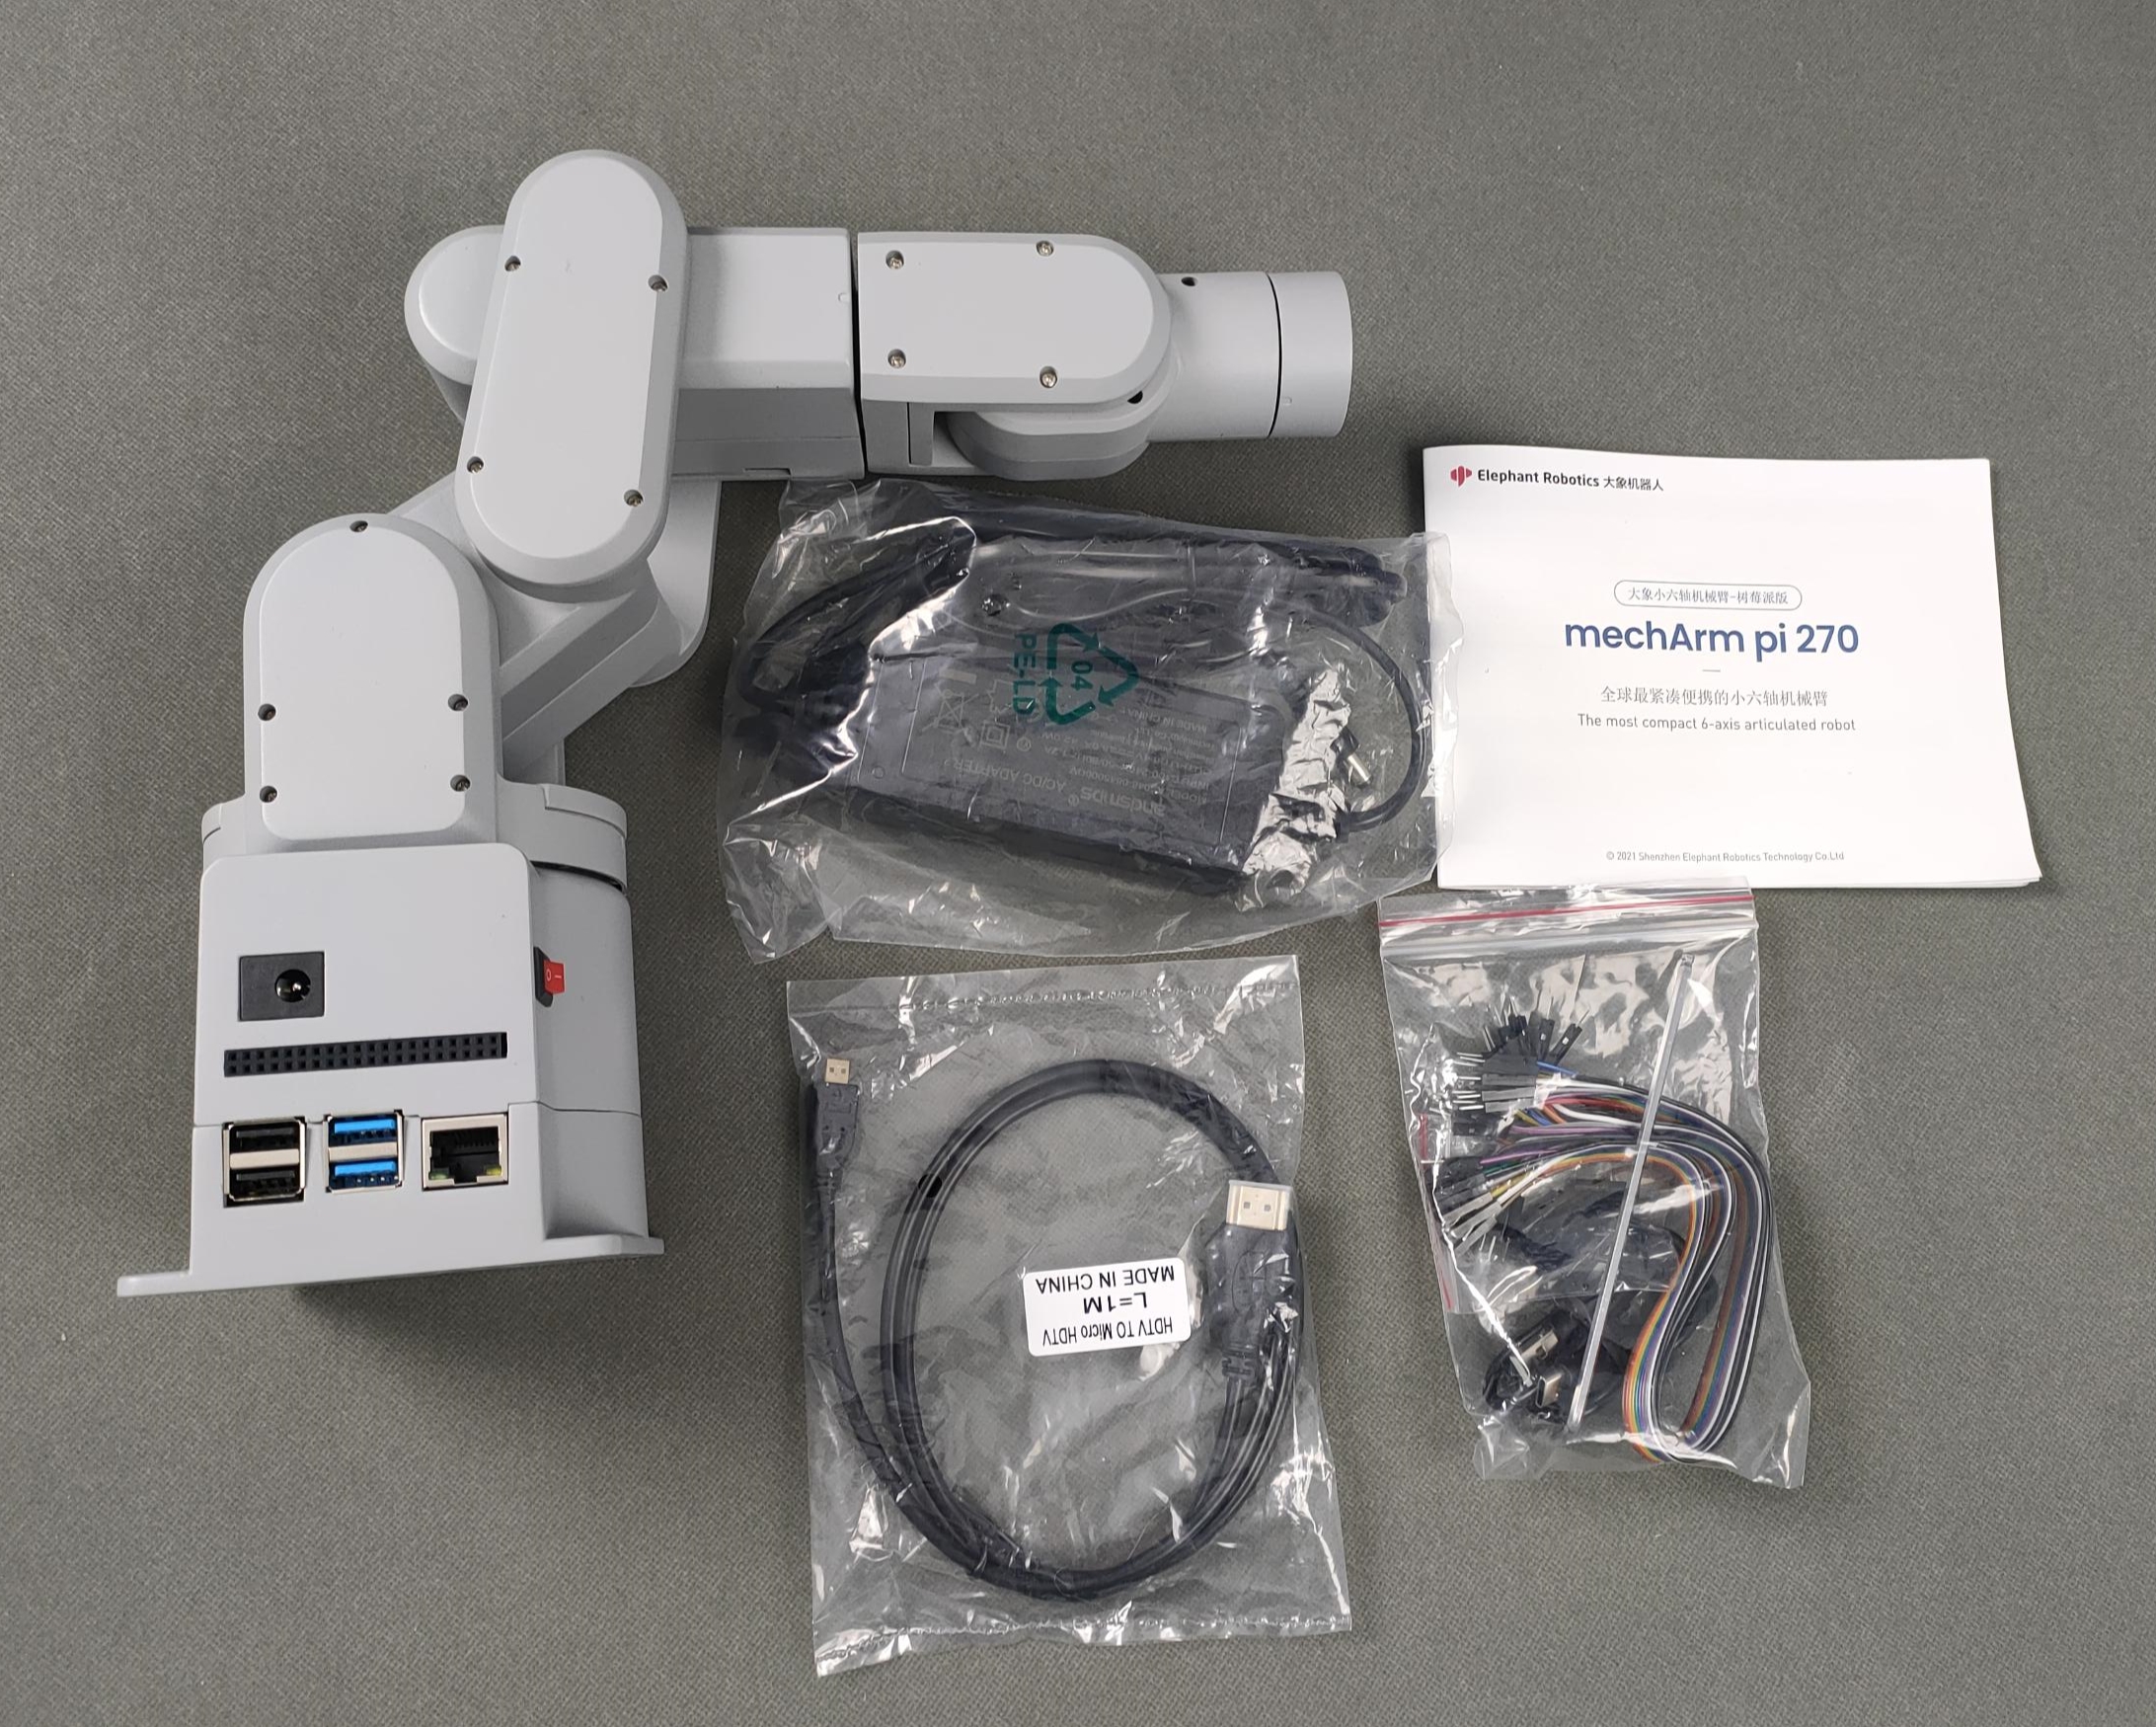 Elephant Robotics 大象机器人
大象小六轴机械臂-树莓派版
mechArm pi 270
全球最紧凑便携的小六轴机械臂
The most compact 6-axis articulated robot
© 2021 Shenzhen Elephant Robotics Technology Co.Ltd
04
PE-LD
AC/DC ADAPTER
MADE IN CHINA
HDTV TO Micro HDTV
L=1M
MADE IN CHINA